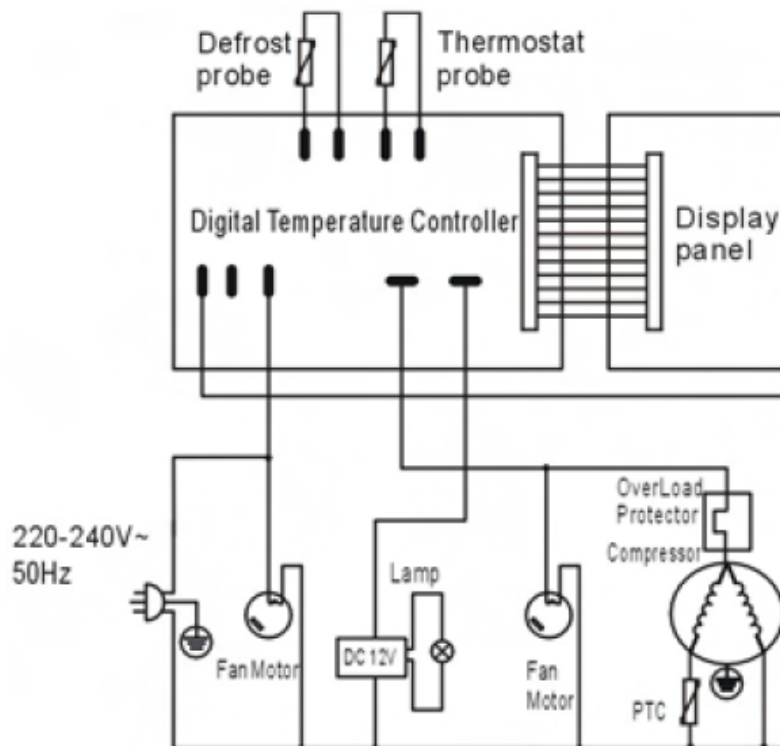 Defrost
probe
Thermostat
probe
Digital Temperature Controller
Display
panel
OverLoad
Protector
Compressor
220-240V~
50Hz
Lamp
Fan Motor
DC 12V
Fan
Motor
PTC